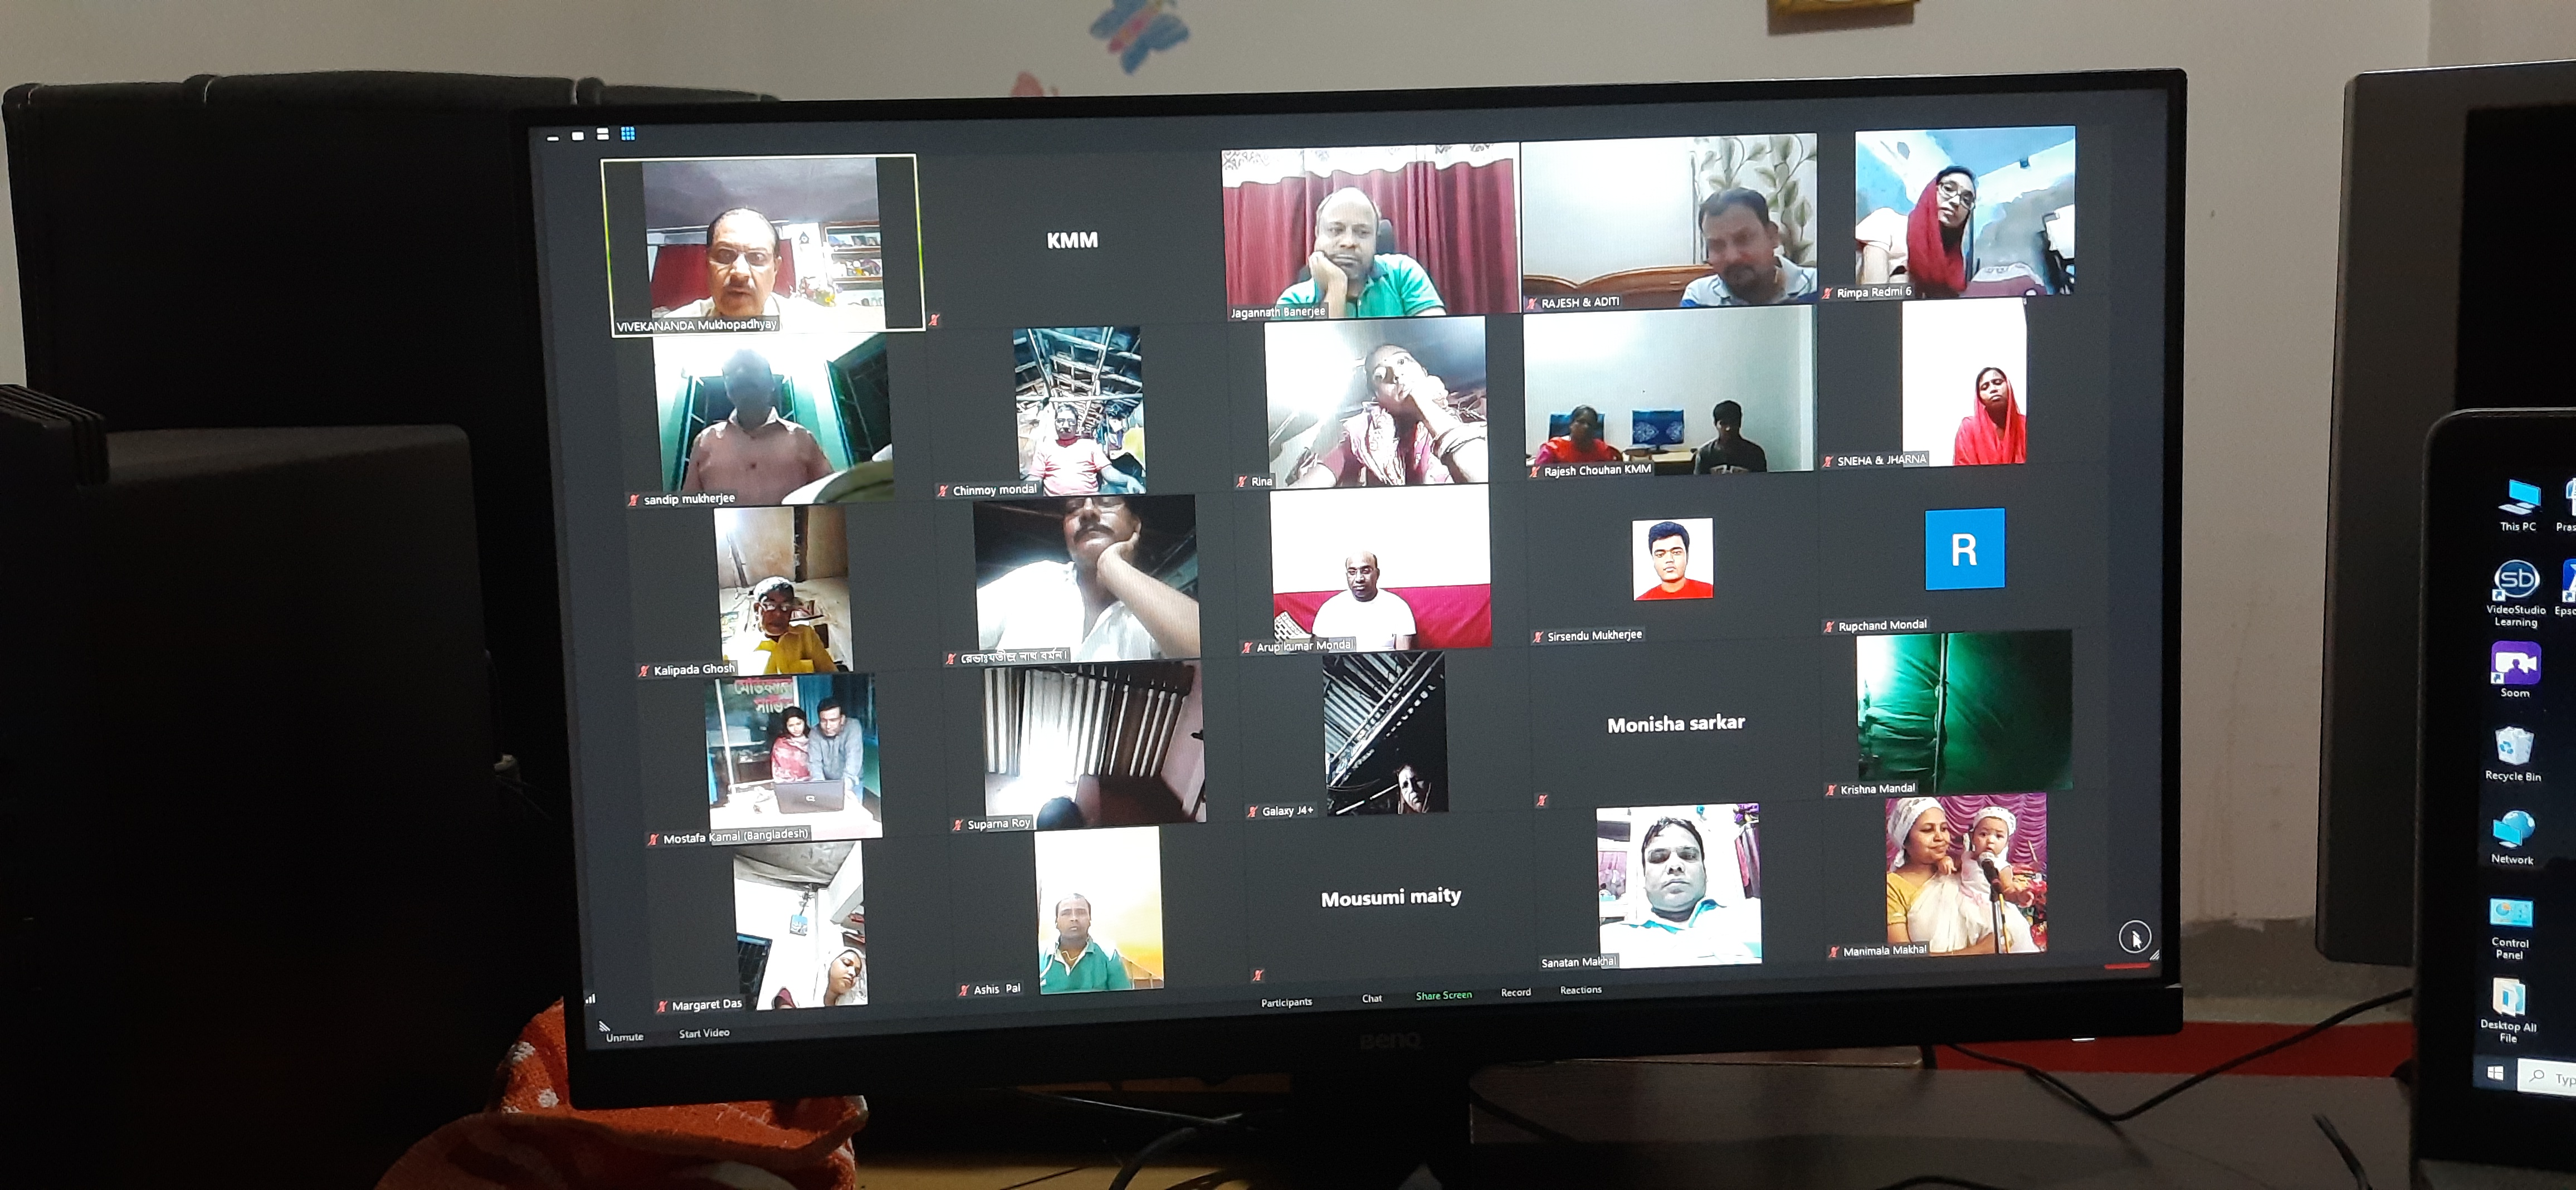 KMM
VIVEKANANDA Mukhopadhyay
Jagannath Banerjee
RAJESH & ADITI
Rimpa Redmi 6
sandip mukherjee
Chinmoy mondal
Rina
Rajesh Chouhan KMM
SNEHA & JHARNA
R
Kalipada Ghosh
রেভাঃযতীন্দ্র নাথ বর্মন।
Arup kumar Mondal
Sirsendu Mukherjee
Rupchand Mondal
মেডিক্যাল
সার্ভি
Mostafa Kamal (Bangladesh)
Suparna Roy
Galaxy J4+
Monisha sarkar
Krishna Mandal
Margaret Das
Ashis Pal
Mousumi maity
Sanatan Makhal
Manimala Makhal
Unmute
Start Video
Participants
Chat
Share Screen
Record
Reactions
BenQ
This PC
Pras
sb
VideoStudio
Learning
Epso
Soom
Recycle Bin
Network
Control
Panel
Desktop All
File
Typ